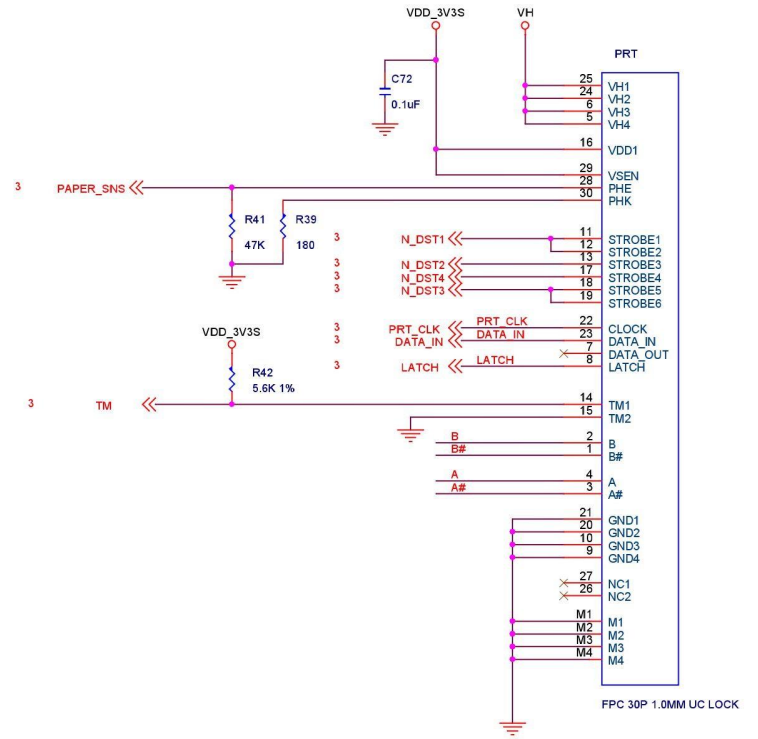 VDD_3V3S VH
PRT
C72
0.1uF
25 VH1
24 VH2
6 VH3
5 VH4
16 VDD1
29 VSEN
3 PAPER_SNS 28 PHE
30 PHK
R41 R39
47K 180
3 N_DST1 11 STROBE1
12 STROBE2
3 N_DST2 13 STROBE3
3 N_DST4 17 STROBE4
3 N_DST3 18 STROBE5
19 STROBE6
3 PRT_CLK PRT_CLK 22 CLOCK
3 DATA_IN DATA_IN 23 DATA_IN
7 DATA_OUT
3 LATCH LATCH 8 LATCH
VDD_3V3S
R42
5.6K 1%
3 TM 14 TM1
15 TM2
B 2 B
B# 1 B#
A 4 A
A# 3 A#
21 GND1
20 GND2
10 GND3
9 GND4
27 NC1
26 NC2
M1 M1
M2 M2
M3 M3
M4 M4
FPC 30P 1.0MM UC LOCK